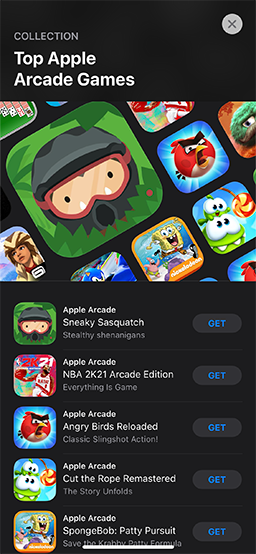 COLLECTION
Top Apple
Arcade Games
nickelodeon
Apple Arcade
Sneaky Sasquatch
Stealthy shenanigans
GET
Apple Arcade
NBA 2K21 Arcade Edition
Everything Is Game
GET
2K21
Apple Arcade
Angry Birds Reloaded
Classic Slingshot Action!
GET
Apple Arcade
Cut the Rope Remastered
The Story Unfolds
GET
Apple Arcade
SpongeBob: Patty Pursuit
Save the Krabby Patty Formula
GET